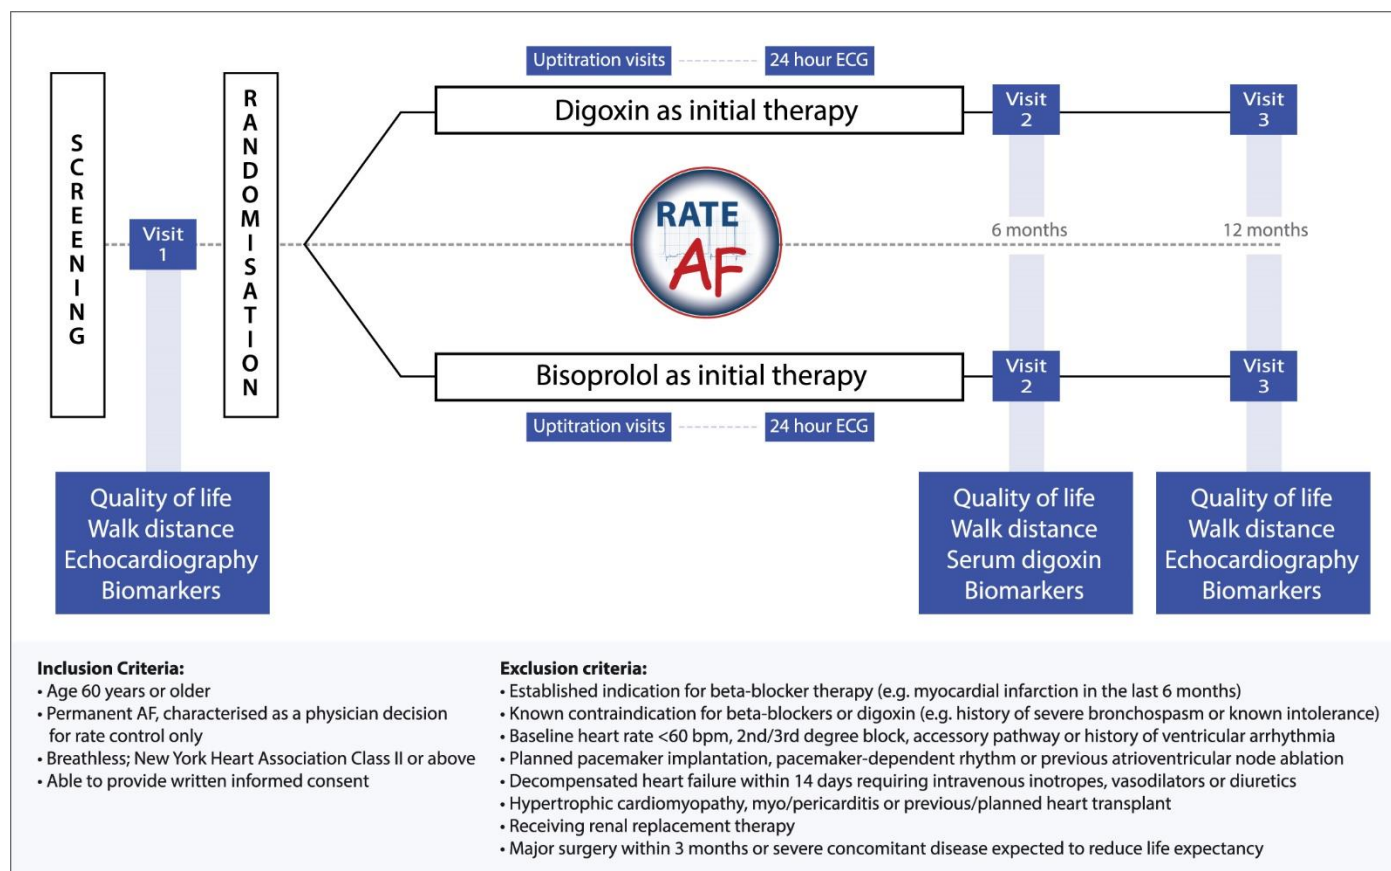 SCREENING
Visit
1
RANDOMISATION
Uptitration visits
24 hour ECG
Digoxin as initial therapy
Visit
2
Visit
3
RATE
AF
6 months
12 months
Bisoprolol as initial therapy
Visit
2
Visit
3
Uptitration visits
24 hour ECG
Quality of life
Walk distance
Echocardiography
Biomarkers
Quality of life
Walk distance
Serum digoxin
Biomarkers
Quality of life
Walk distance
Echocardiography
Biomarkers
Inclusion Criteria:
• Age 60 years or older
• Permanent AF, characterised as a physician decision
for rate control only
• Breathless; New York Heart Association Class II or above
• Able to provide written informed consent
Exclusion criteria:
• Established indication for beta-blocker therapy (e.g. myocardial infarction in the last 6 months)
• Known contraindication for beta-blockers or digoxin (e.g. history of severe bronchospasm or known intolerance)
• Baseline heart rate <60 bpm, 2nd/3rd degree block, accessory pathway or history of ventricular arrhythmia
• Planned pacemaker implantation, pacemaker-dependent rhythm or previous atrioventricular node ablation
• Decompensated heart failure within 14 days requiring intravenous inotropes, vasodilators or diuretics
• Hypertrophic cardiomyopathy, myo/pericarditis or previous/planned heart transplant
• Receiving renal replacement therapy
• Major surgery within 3 months or severe concomitant disease expected to reduce life expectancy